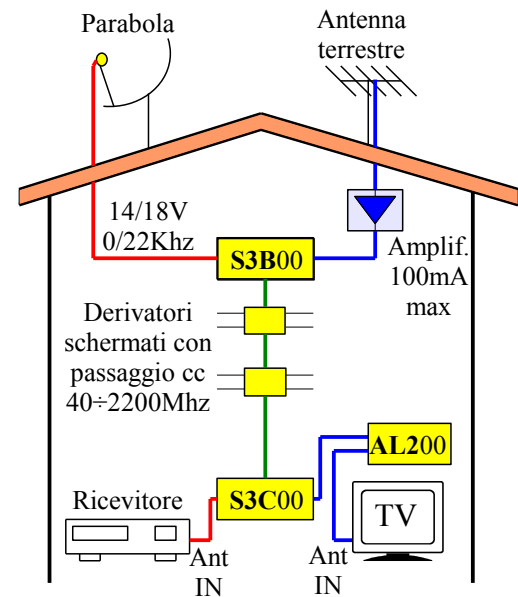 Parabola
Antenna
terrestre
14/18V
0/22Khz
S3B00
Amplif.
100mA
max
Derivatori
schermati con
passaggio cc
40÷2200Mhz
AL200
S3C00
Ricevitore
TV
Ant
IN
Ant
IN